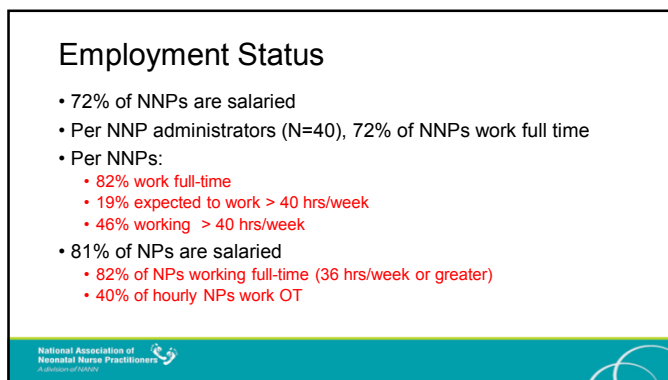 Employment Status
• 72% of NNPs are salaried
• Per NNP administrators (N=40), 72% of NNPs work full time
• Per NNPs:
• 82% work full-time
• 19% expected to work > 40 hrs/week
• 46% working > 40 hrs/week
• 81% of NPs are salaried
• 82% of NPs working full-time (36 hrs/week or greater)
• 40% of hourly NPs work OT
National Association of
Neonatal Nurse Practitioners
A division of NANN